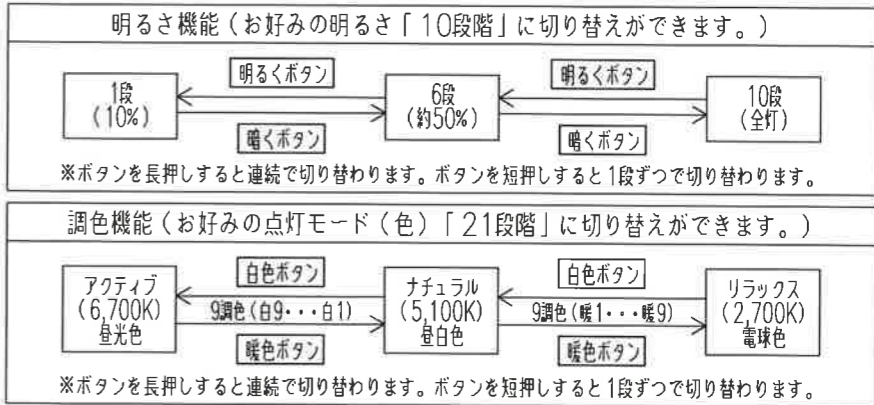 明るさ機能（お好みの明るさ「10段階」に切り替えができます。）
明るくボタン
明るくボタン
1段
（10%）
6段
（約50%）
10段
（全灯）
暗くボタン
暗くボタン
※ボタンを長押しすると連続で切り替わります。ボタンを短押しすると1段ずつで切り替わります。
調色機能（お好みの点灯モード（色）「21段階」に切り替えができます。）
白色ボタン
白色ボタン
アクティブ
（6,700K）
昼光色
9調色（白9・・・白1）
ナチュラル
（5,100K）
昼白色
9調色（暖1・・・暖9）
リラックス
（2,700K）
電球色
暖色ボタン
暖色ボタン
※ボタンを長押しすると連続で切り替わります。ボタンを短押しすると1段ずつで切り替わります。